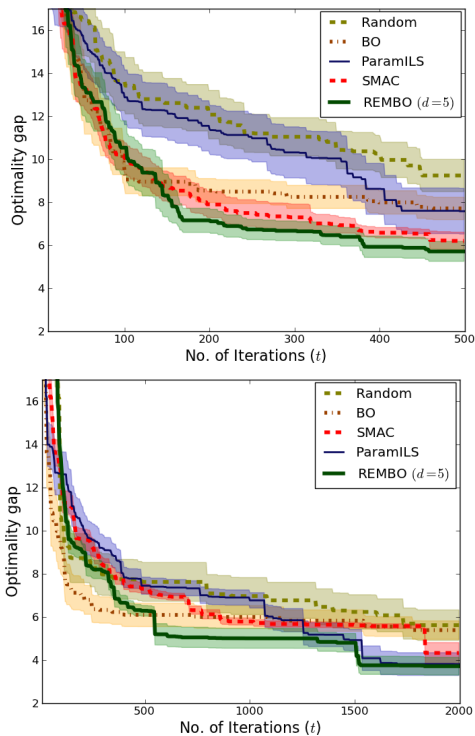 16
14
12
10
8
6
4
2
Optimality gap
Random
BO
ParamILS
SMAC
REMBO (d=5)
100
200
300
400
500
No. of Iterations (t)
16
14
12
10
8
6
4
2
Optimality gap
Random
BO
SMAC
ParamILS
REMBO (d=5)
500
1000
1500
2000
No. of Iterations (t)